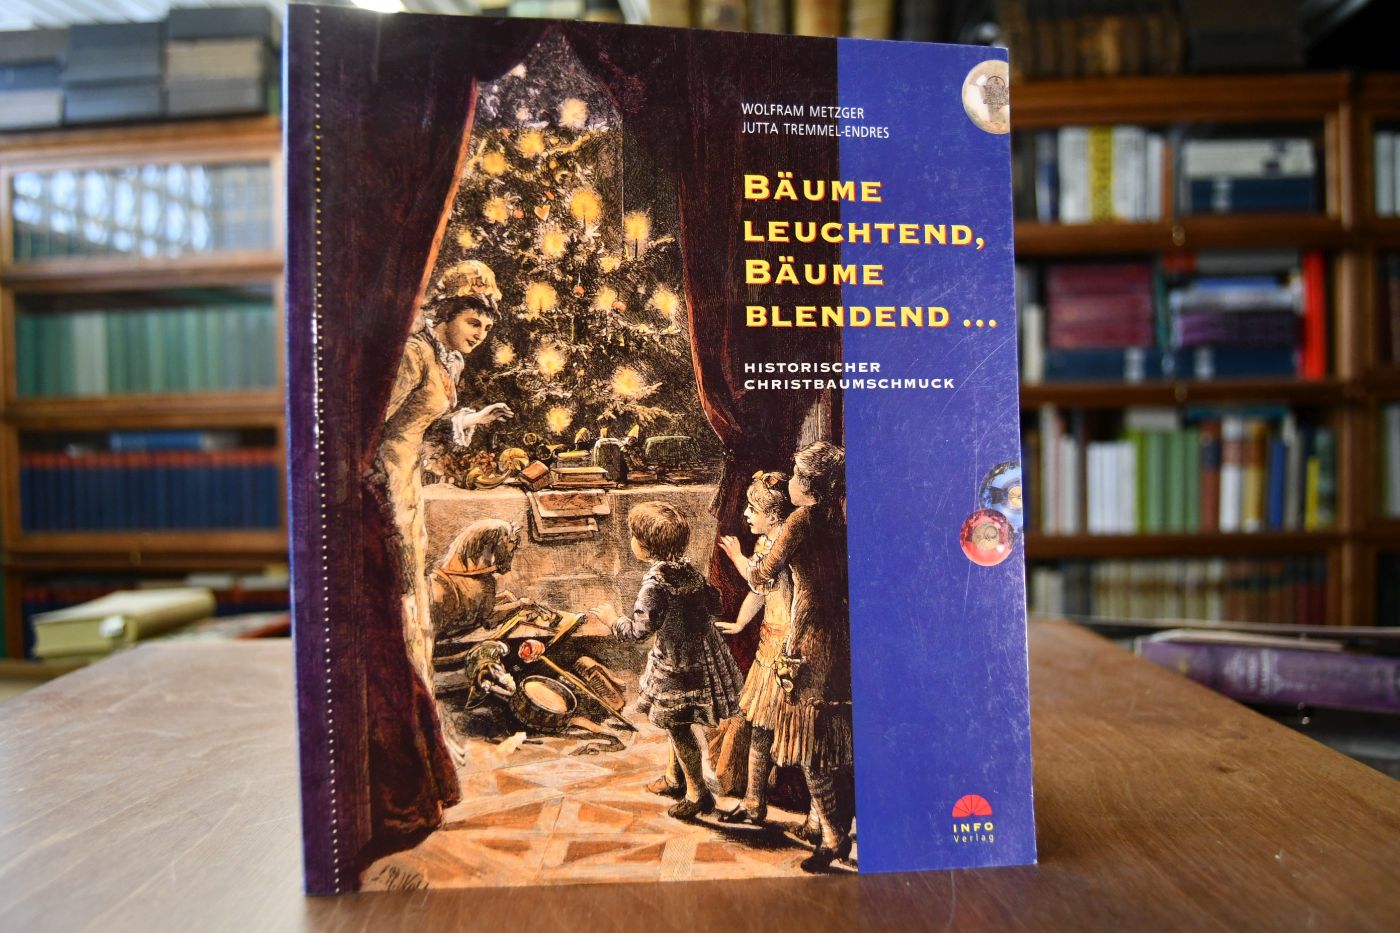 WOLFRAM METZGER
JUTTA TREMMEL-ENDRES
BÄUME
LEUCHTEND,
BÄUME
BLENDEND ...
HISTORISCHER
CHRISTBAUMSCHMUCK
INFO
Verlag